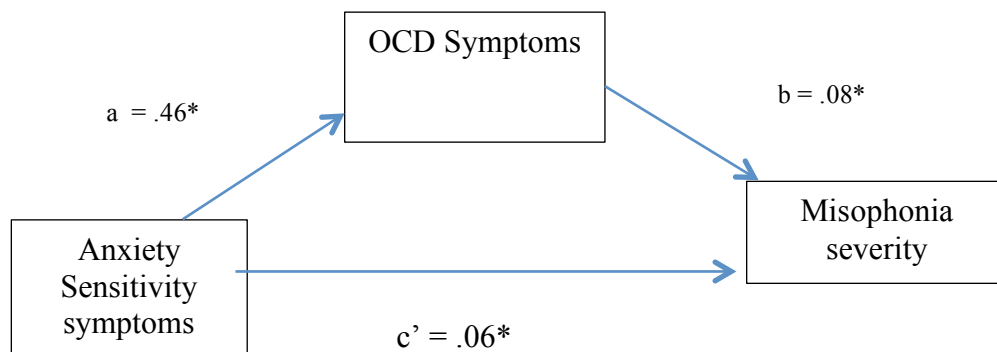 OCD Symptoms
a  = .46*
b = .08*
Misophonia
severity
Anxiety
Sensitivity
symptoms
c’ = .06*